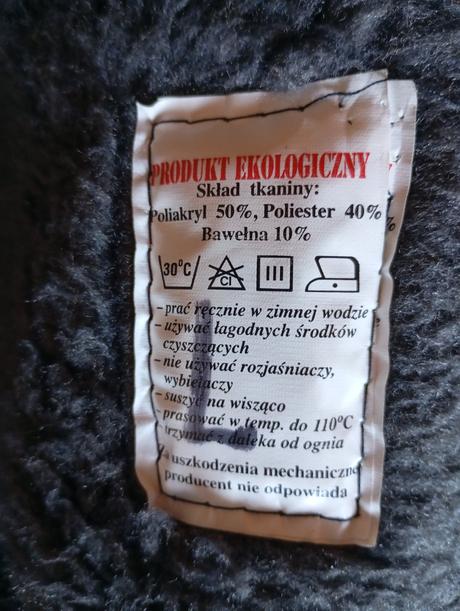 PRODUKT EKOLOGICZNY
Skład tkaniny:
Poliakryl 50%, Poliester 40%
Bawełna 10%
30°C Cl
– prać ręcznie w zimnej wodzie
– używać łagodnych środków
czyszczących
– nie używać rozjaśniaczy,
wybielaczy
– suszyć na wisząco
– prasować w temp. do 110°C
– trzymać z daleka od ognia
Za uszkodzenia mechaniczne
producent nie odpowiada
L